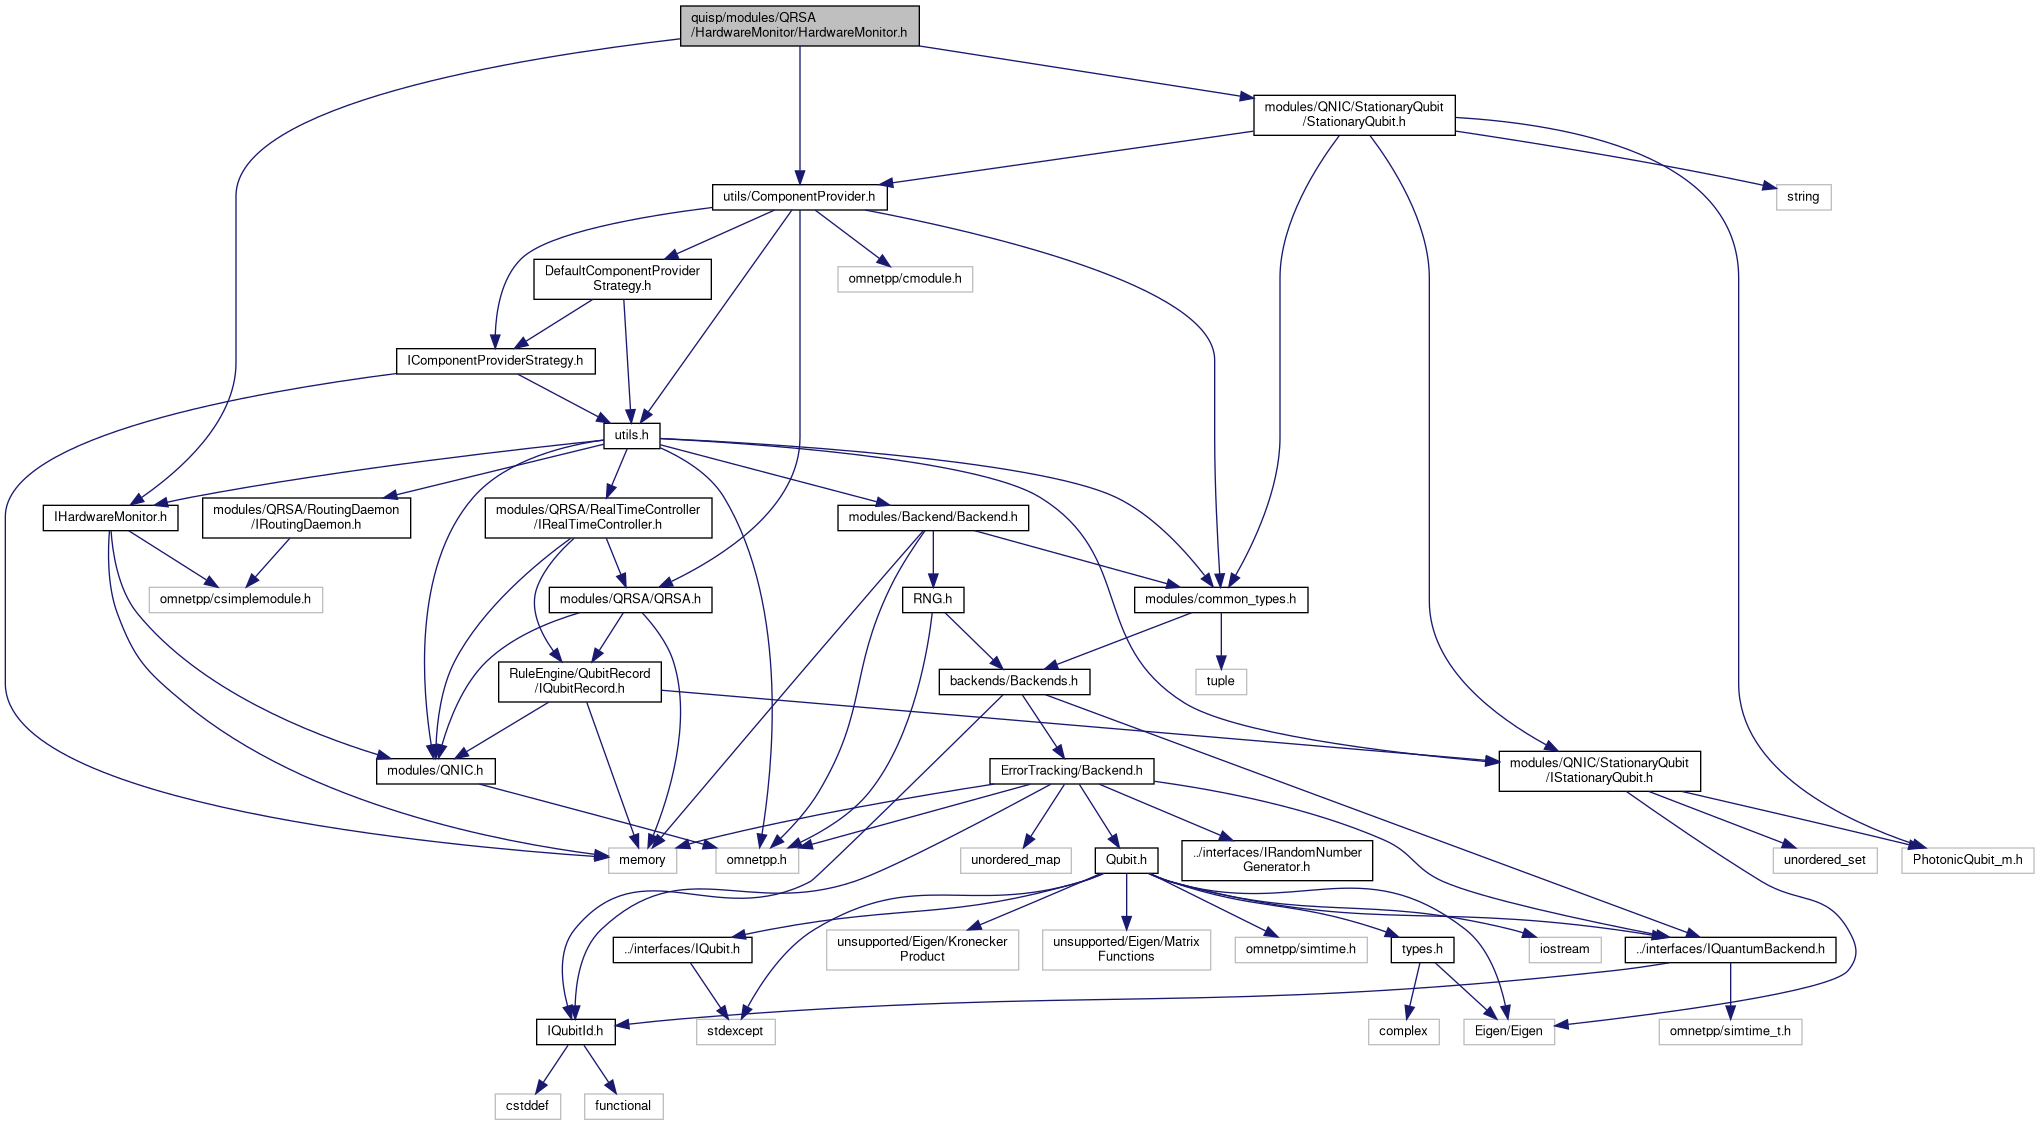 quisp/modules/QRSA
/HardwareMonitor/HardwareMonitor.h
modules/QNIC/StationaryQubit
/StationaryQubit.h
utils/ComponentProvider.h
string
DefaultComponentProvider
Strategy.h
omnetpp/cmodule.h
IComponentProviderStrategy.h
utils.h
IHardwareMonitor.h
modules/QRSA/RoutingDaemon
/IRoutingDaemon.h
modules/QRSA/RealTimeController
/IRealTimeController.h
modules/Backend/Backend.h
omnetpp/csimplemodule.h
modules/QRSA/QRSA.h
RNG.h
modules/common_types.h
RuleEngine/QubitRecord
/IQubitRecord.h
backends/Backends.h
tuple
modules/QNIC.h
ErrorTracking/Backend.h
modules/QNIC/StationaryQubit
/IStationaryQubit.h
memory
omnetpp.h
unordered_map
Qubit.h
../interfaces/IRandomNumber
Generator.h
unordered_set
PhotonicQubit_m.h
../interfaces/IQubit.h
unsupported/Eigen/Kronecker
Product
unsupported/Eigen/Matrix
Functions
omnetpp/simtime.h
types.h
iostream
../interfaces/IQuantumBackend.h
IQubitId.h
stdexcept
complex
Eigen/Eigen
omnetpp/simtime_t.h
cstddef
functional